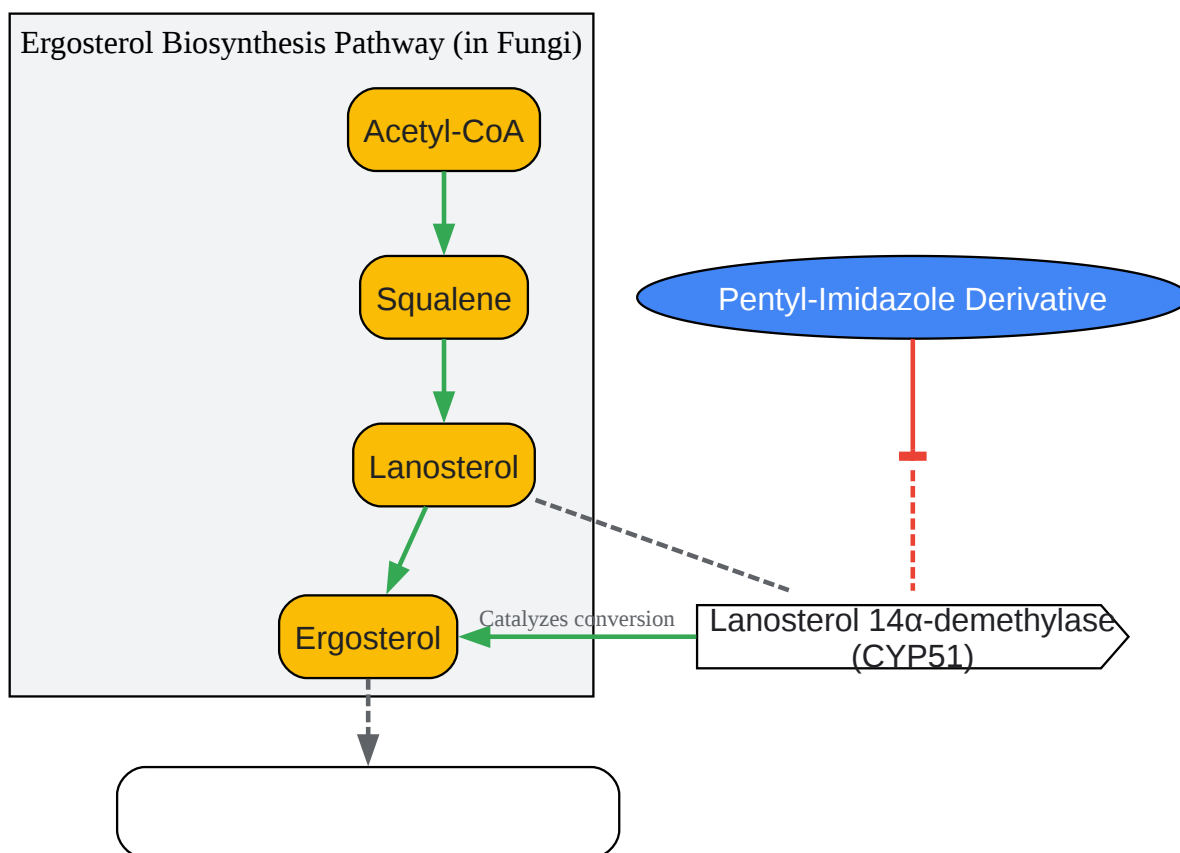 Ergosterol Biosynthesis Pathway (in Fungi)
Acetyl-CoA
Squalene
Pentyl-Imidazole Derivative
Lanosterol
Catalyzes conversion
Ergosterol
Lanosterol 14α-demethylase
(CYP51)